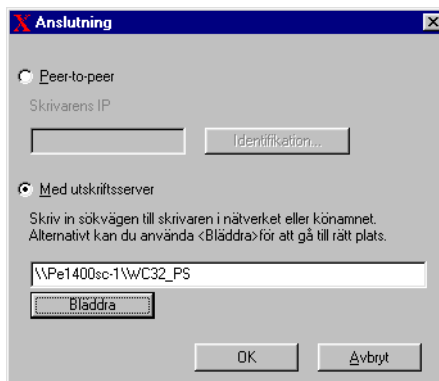 Anslutning
Peer-to-peer
Skrivarens IP
Identifikation...
Med utskriftsserver
Skriv in sökvägen till skrivaren i nätverket eller könamnet.
Alternativt kan du använda <Bläddra>för att gå till rätt plats.
\\Pe1400sc-1\WC32_PS
Bläddra
OK Avbryt